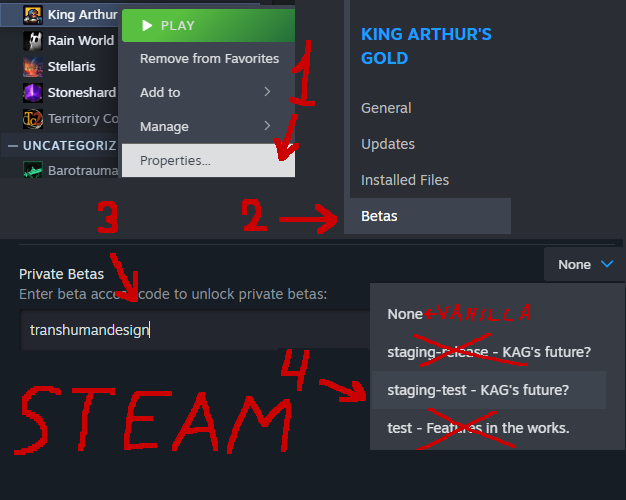 King Arthur
Rain World
Stellaris
Stoneshard
Territory Co
UNCATEGORIZ
Barotrauma
PLAY
Remove from Favorites
Add to
Manage
Properties...
1
KING ARTHUR'S
GOLD
General
Updates
Installed Files
Betas
2
3
Private Betas
Enter beta access code to unlock private betas:
transhumandesign
None
None ←VANILLA
staging-release - KAG's future?
staging-test - KAG's future?
test - Features in the works.
4
STEAM